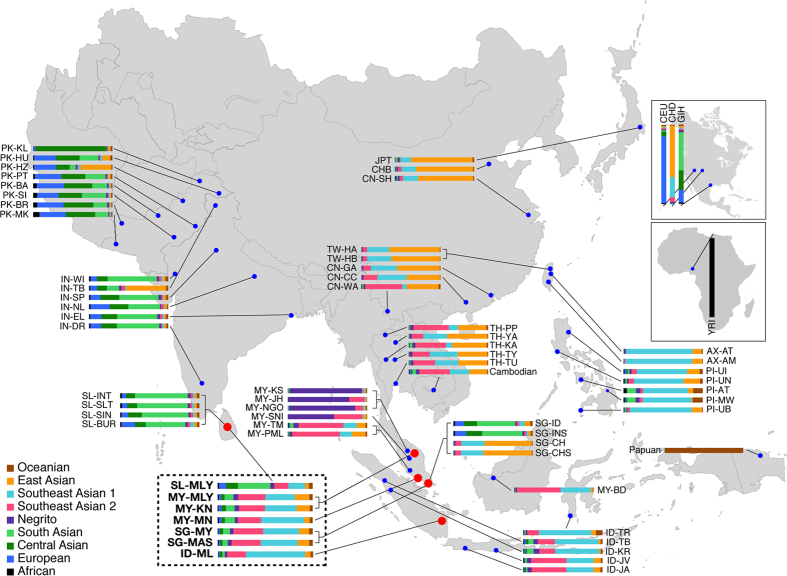 PK-KL
PK-HU
PK-HZ
PK-PT
PK-BA
PK-SI
PK-BR
PK-MK
JPT
CHB
CN-SH
CEU
CHD
GIH
YRI
TW-HA
TW-HB
CN-GA
CN-CC
CN-WA
IN-WI
IN-TB
IN-SP
IN-NL
IN-EL
IN-DR
TH-PP
TH-YA
TH-KA
TH-TY
TH-TU
Cambodian
AX-AT
AX-AM
PI-UI
PI-UN
PI-AT
PI-MW
PI-UB
SL-INT
SL-SLT
SL-SIN
SL-BUR
MY-KS
MY-JH
MY-NGO
MY-SNI
MY-TM
MY-PML
SG-ID
SG-INS
SG-CH
SG-CHS
Papuan
MY-BD
SL-MLY
MY-MLY
MY-KN
MY-MN
SG-MY
SG-MAS
ID-ML
ID-TR
ID-TB
ID-KR
ID-JV
ID-JA
Oceanian
East Asian
Southeast Asian 1
Southeast Asian 2
Negrito
South Asian
Central Asian
European
African